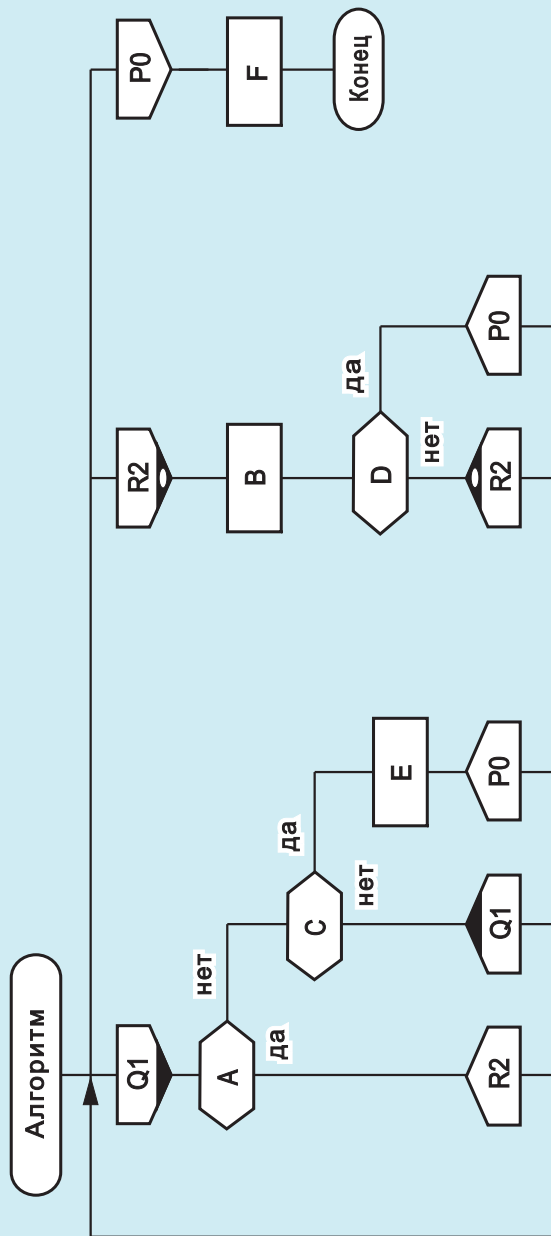 Алгоритм
Q1
A
да
нет
C
да
нет
E
R2
Q1
P0
R2
B
D
да
нет
R2
P0
P0
F
Конец